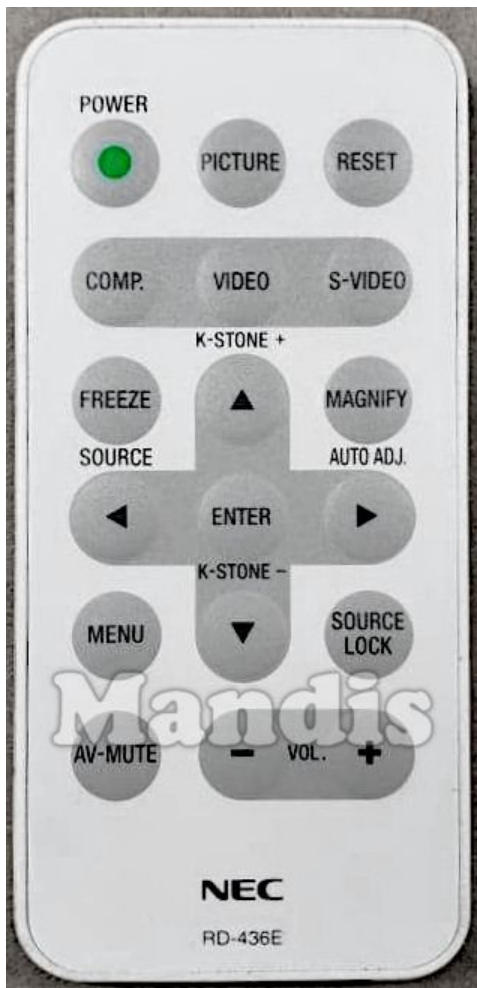 POWER
PICTURE
RESET
COMP.
VIDEO
S-VIDEO
K-STONE +
FREEZE
MAGNIFY
SOURCE
AUTO ADJ.
ENTER
K-STONE –
MENU
SOURCE
LOCK
Mandis
AV-MUTE
– VOL. +
NEC
RD-436E